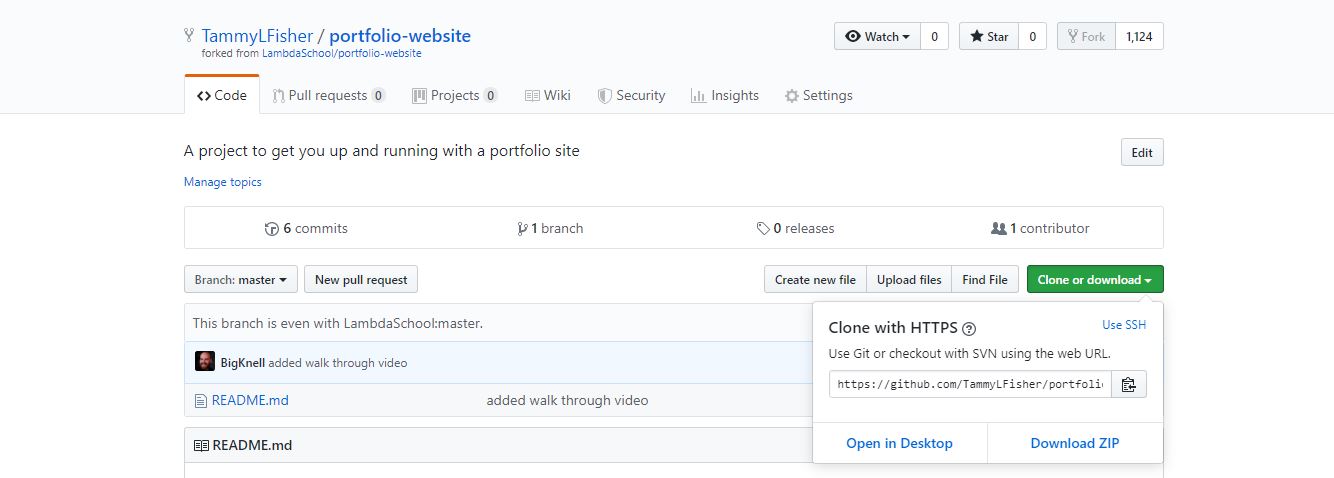 TammyLFisher / portfolio-website
forked from LambdaSchool/portfolio-website
Watch 0 Star 0 Fork 1,124
Code Pull requests 0 Projects 0 Wiki Security Insights Settings
A project to get you up and running with a portfolio site
Edit
Manage topics
6 commits 1 branch 0 releases 1 contributor
Branch: master New pull request Create new file Upload files Find File Clone or download
This branch is even with LambdaSchool:master.
BigKnell added walk through video
README.md added walk through video
README.md
Clone with HTTPS ? Use SSH
Use Git or checkout with SVN using the web URL.
https://github.com/TammyLFisher/portfoli
Open in Desktop Download ZIP